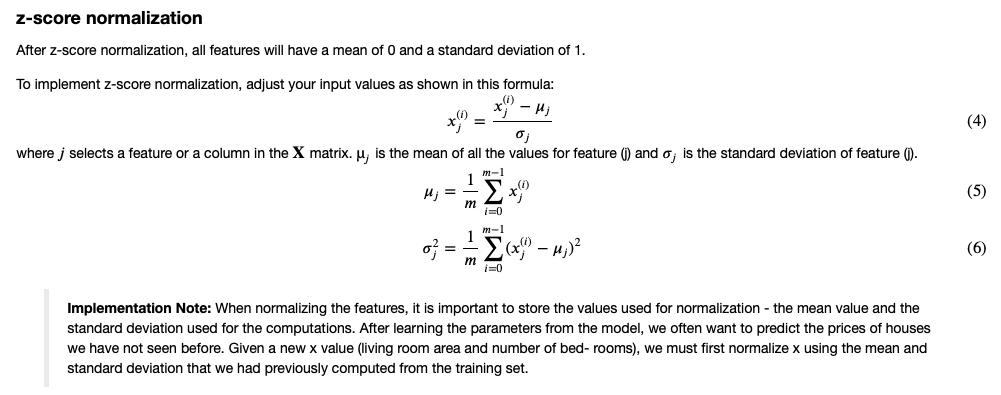 z-score normalization
After z-score normalization, all features will have a mean of 0 and a standard deviation of 1.
To implement z-score normalization, adjust your input values as shown in this formula:
$$x_j^{(i)} = \frac{x_j^{(i)} - \mu_j}{\sigma_j}$$ (4)
where $j$ selects a feature or a column in the $\mathbf{X}$ matrix. $µ_j$ is the mean of all the values for feature (j) and $\sigma_j$ is the standard deviation of feature (j).
$$\mu_j = \frac{1}{m} \sum_{i=0}^{m-1} x_j^{(i)}$$ (5)
$$\sigma_j^2 = \frac{1}{m} \sum_{i=0}^{m-1} (x_j^{(i)} - \mu_j)^2$$ (6)
Implementation Note: When normalizing the features, it is important to store the values used for normalization - the mean value and the
standard deviation used for the computations. After learning the parameters from the model, we often want to predict the prices of houses
we have not seen before. Given a new x value (living room area and number of bed- rooms), we must first normalize x using the mean and
standard deviation that we had previously computed from the training set.